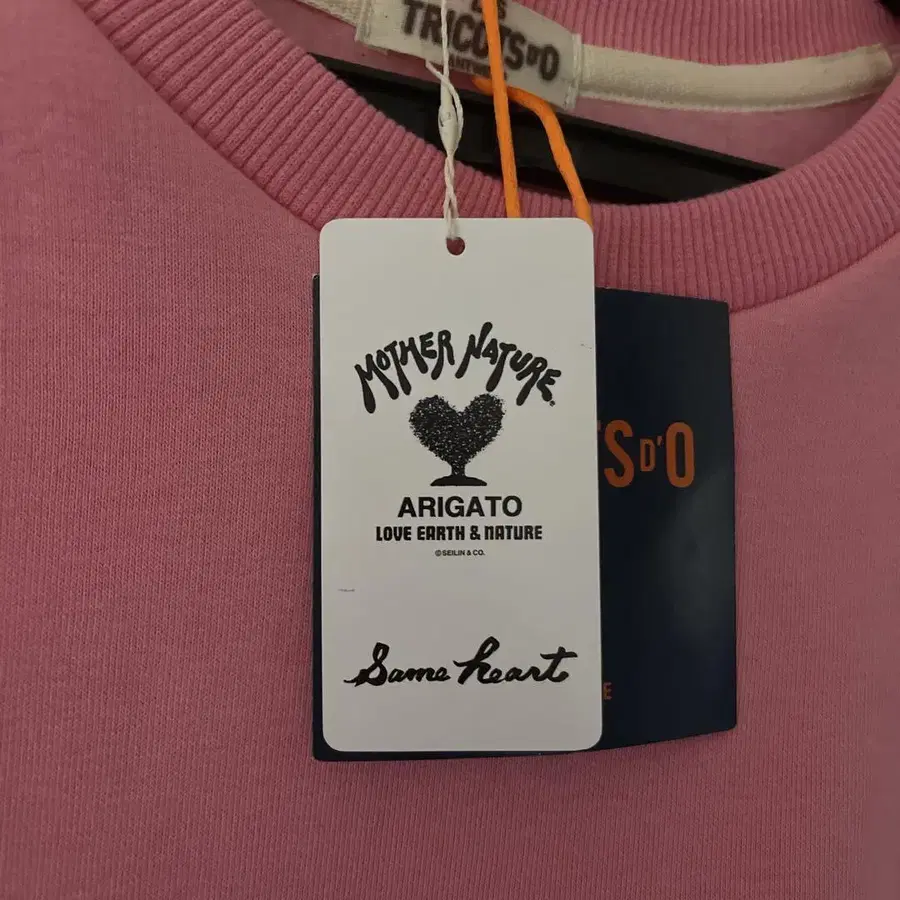 TRICOTS D'O
MOTHER NATURE
ARIGATO
LOVE EARTH & NATURE
©SEILIN & CO.
Same heart
'S D'O
E